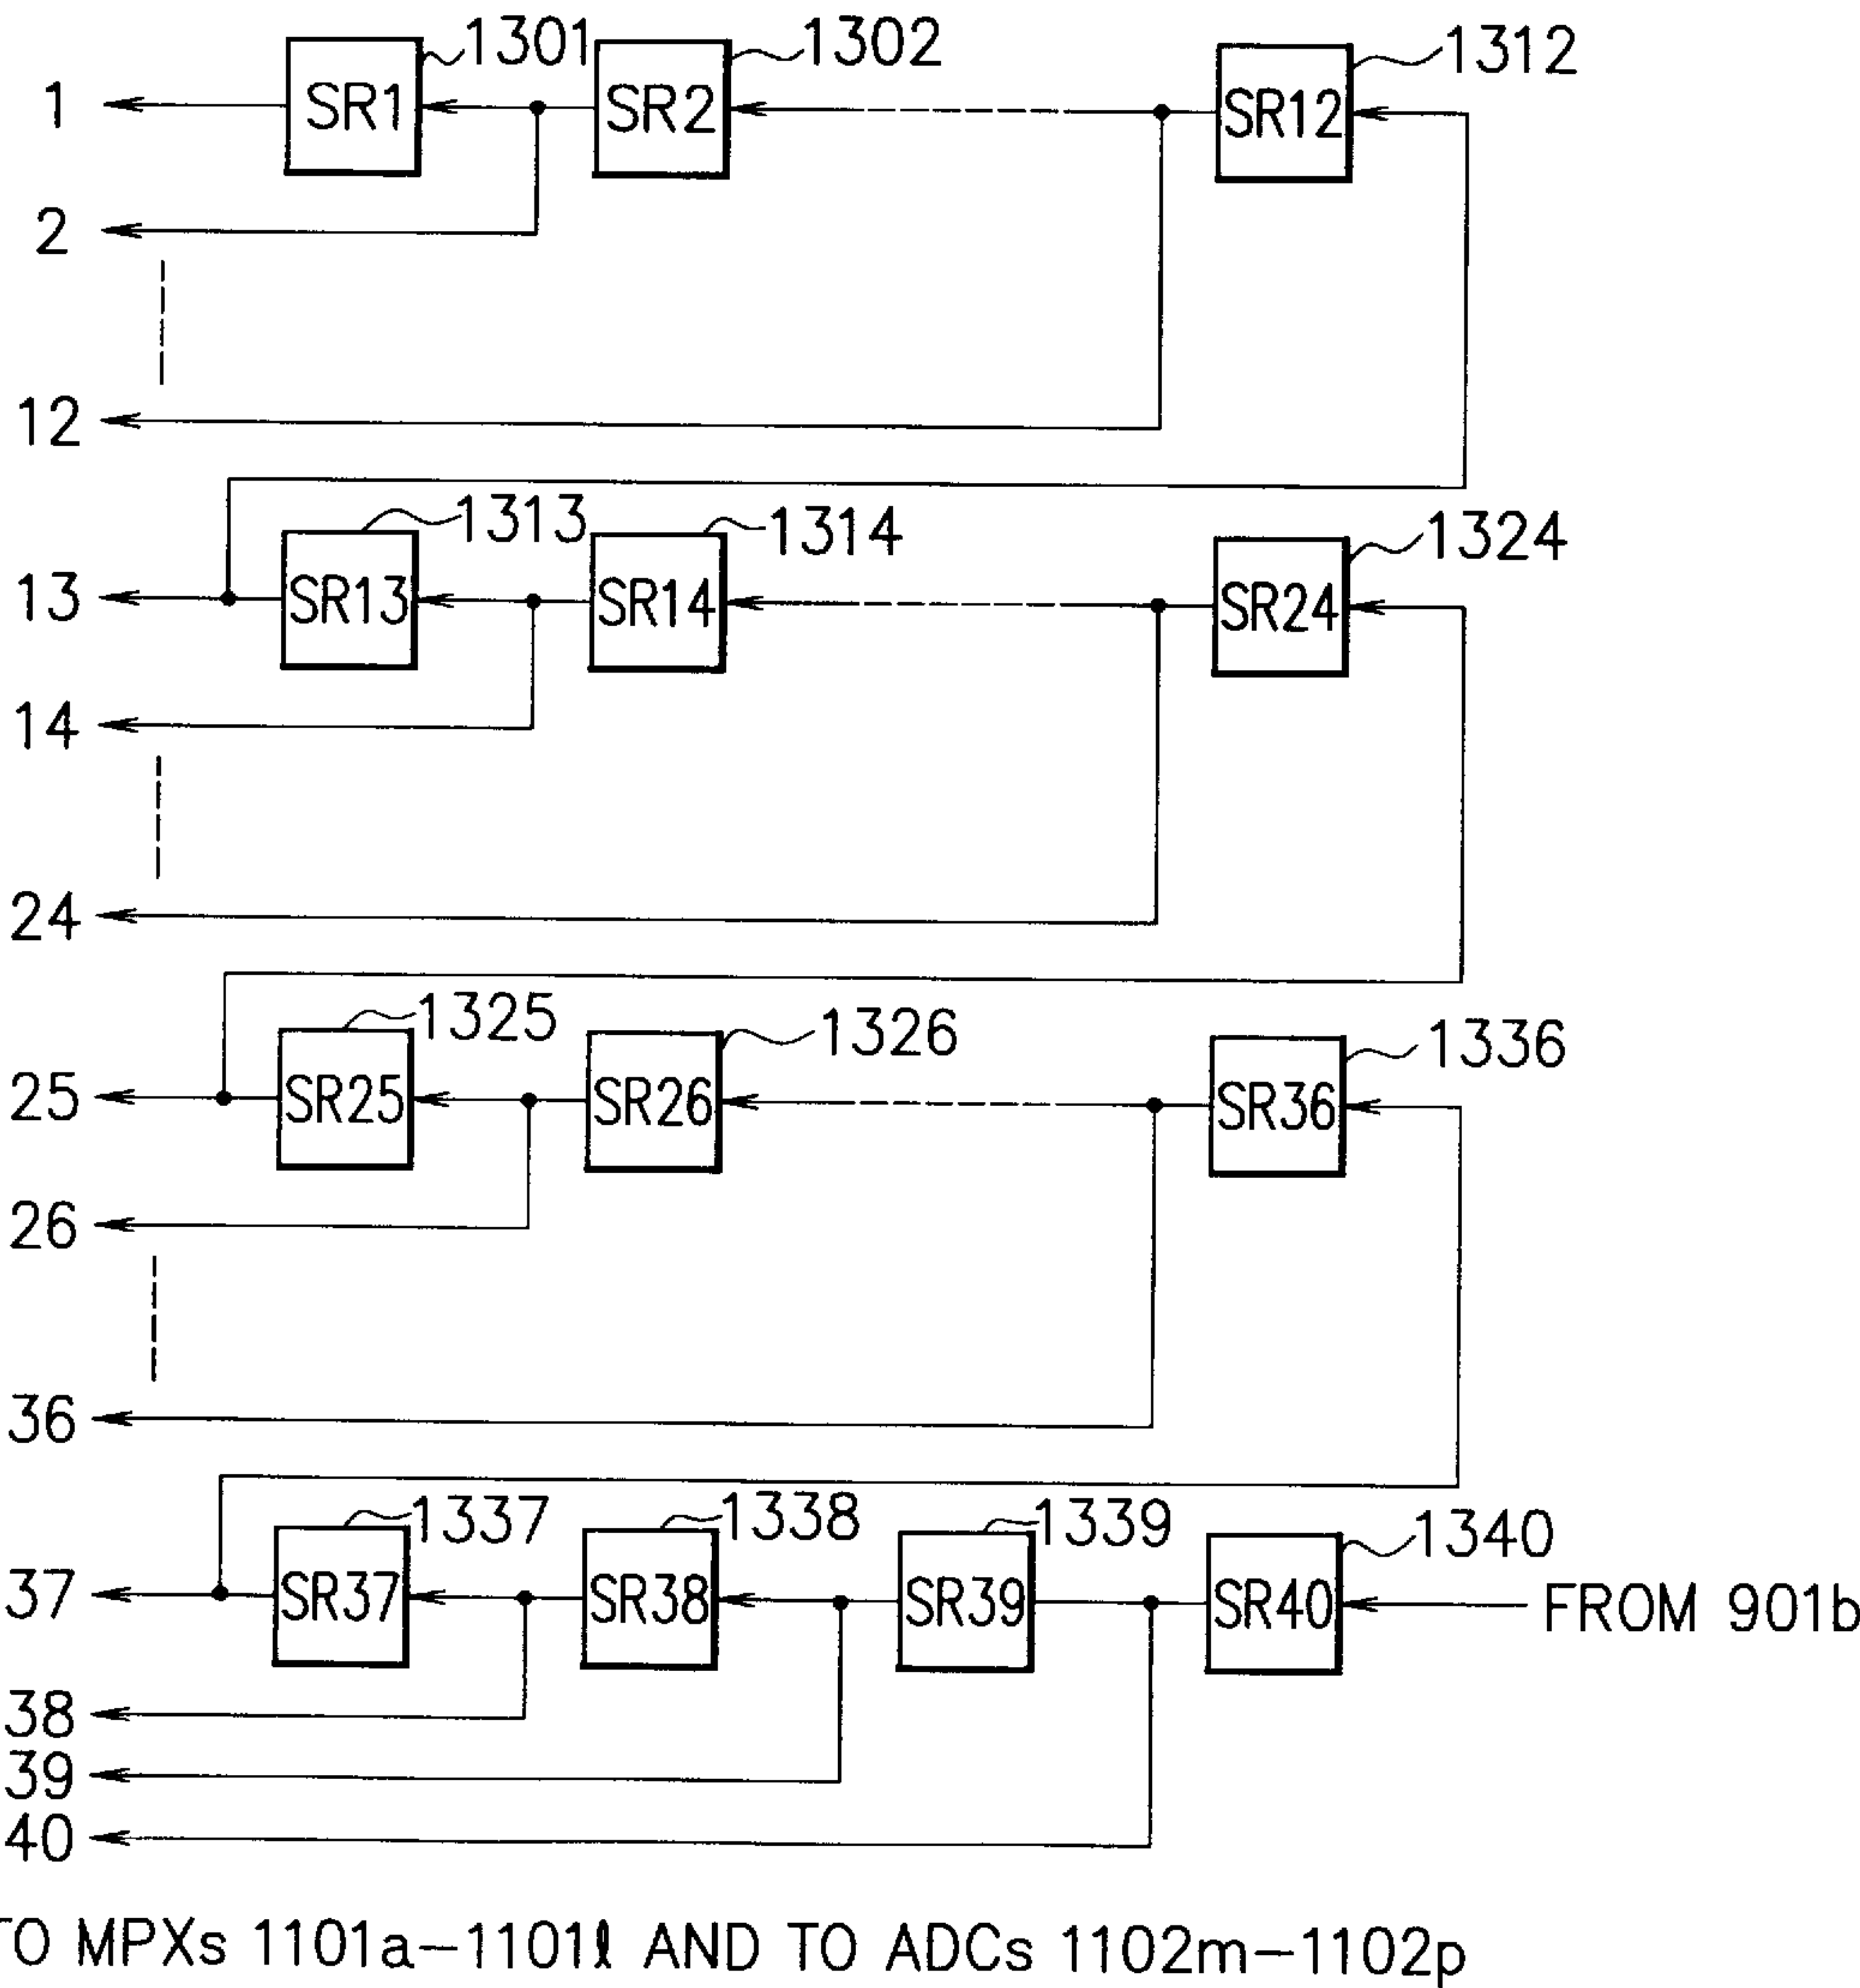 1301
1302
1312
1
SR1
SR2
SR12
2
12
1313
1314
1324
13
SR13
SR14
SR24
14
24
1325
1326
1336
25
SR25
SR26
SR36
26
36
1337
1338
1339
1340
37
SR37
SR38
SR39
SR40
FROM 901b
38
39
40
TO MPXs 1101a-1101ℓ AND TO ADCs 1102m-1102p